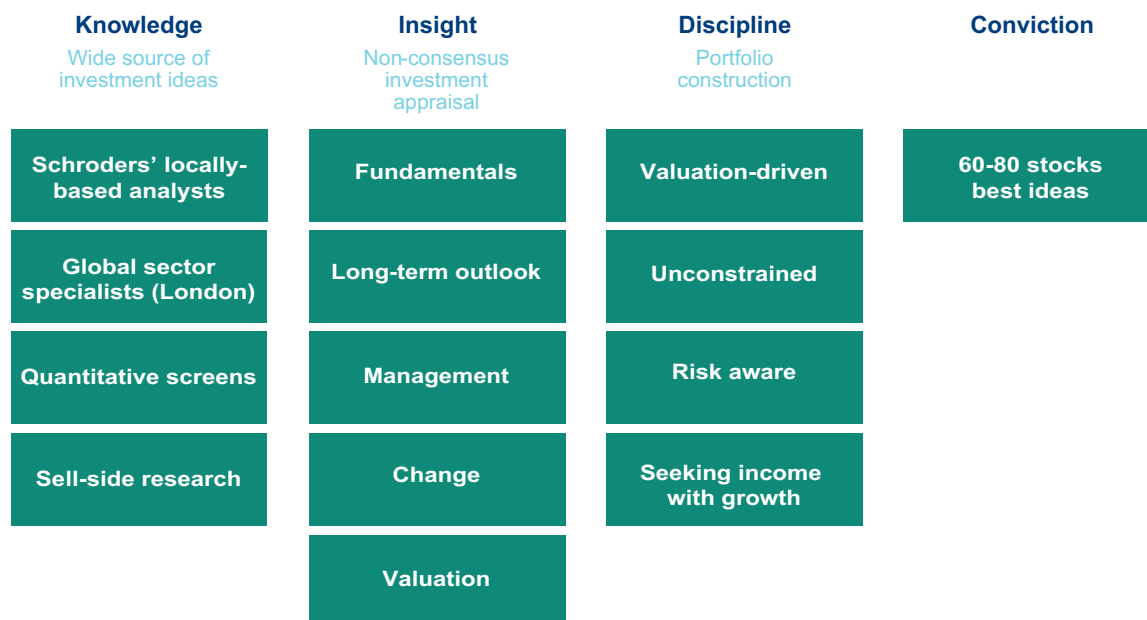 Knowledge
Wide source of
investment ideas
Schroders’ locally-
based analysts
Global sector
specialists (London)
Quantitative screens
Sell-side research
Insight
Non-consensus
investment
appraisal
Fundamentals
Long-term outlook
Management
Change
Valuation
Discipline
Portfolio
construction
Valuation-driven
Unconstrained
Risk aware
Seeking income
with growth
Conviction
60-80 stocks
best ideas